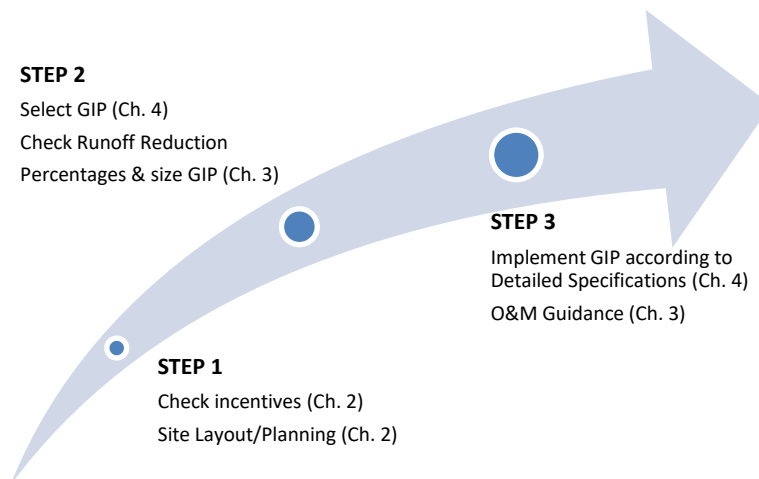 STEP 2
Select GIP (Ch. 4)
Check Runoff Reduction
Percentages & size GIP (Ch. 3)
STEP 3
Implement GIP according to
Detailed Specifications (Ch. 4)
O&M Guidance (Ch. 3)
STEP 1
Check incentives (Ch. 2)
Site Layout/Planning (Ch. 2)